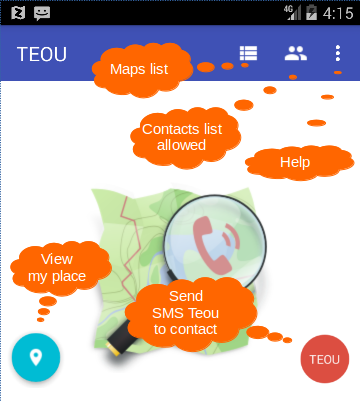 4G 4:15
TEOU
Maps list
Contacts list
allowed
Help
View
my place
Send
SMS Teou
to contact
TEOU